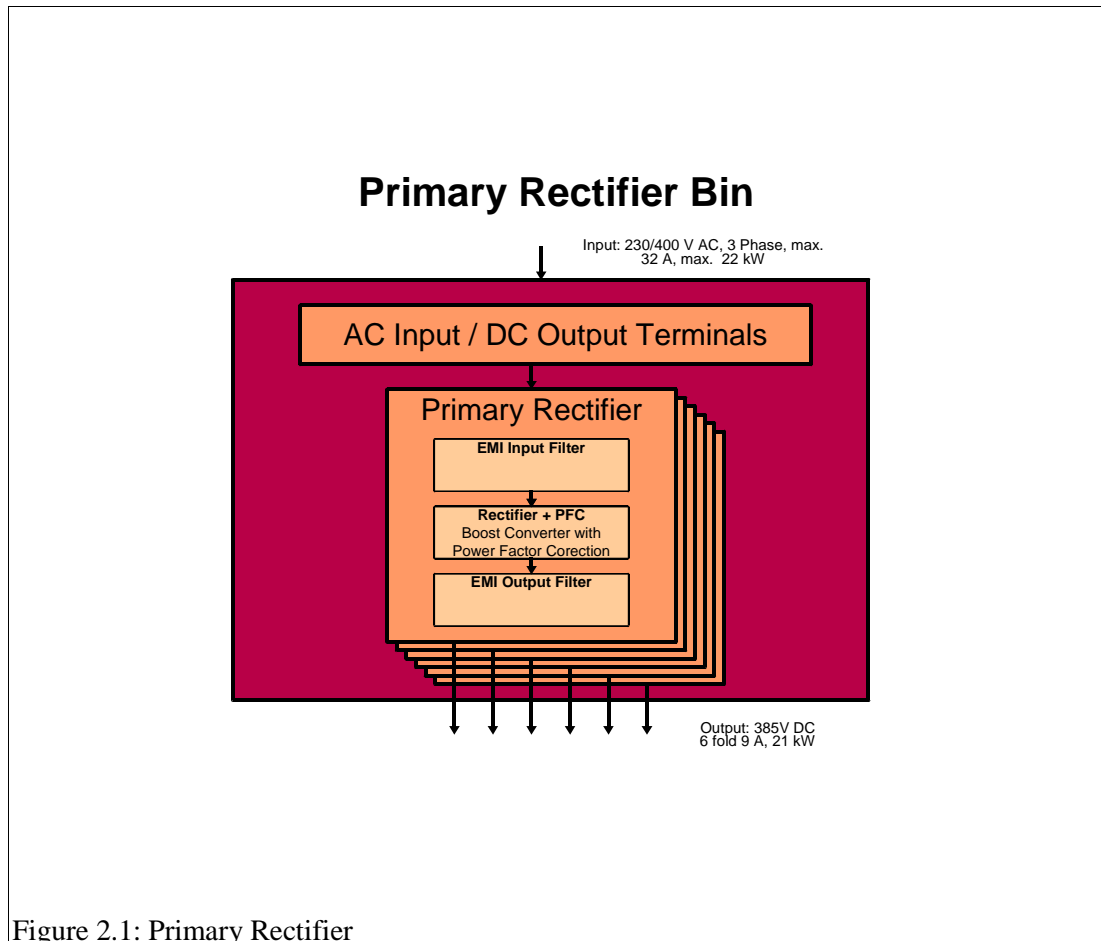 Primary Rectifier Bin
Input: 230/400 V AC, 3 Phase, max.
32 A, max. 22 kW
AC Input / DC Output Terminals
Primary Rectifier
EMI Input Filter
Rectifier + PFC
Boost Converter with
Power Factor Corection
EMI Output Filter
Output: 385V DC
6 fold 9 A, 21 kW
Figure 2.1: Primary Rectifier